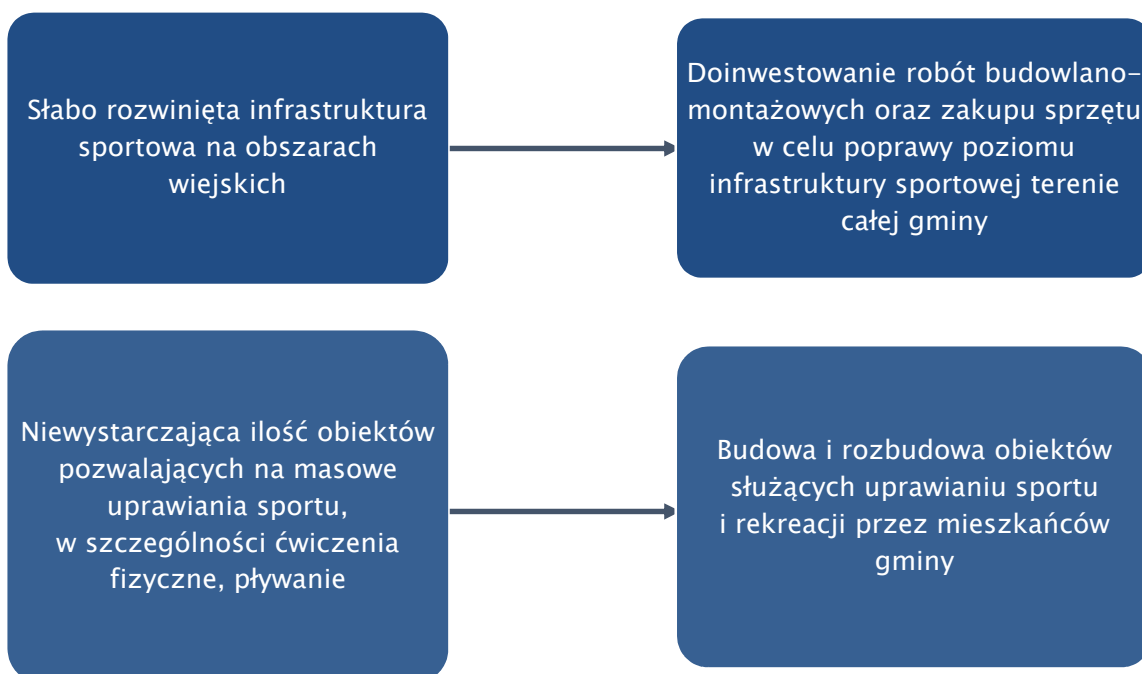 Słabo rozwinięta infrastruktura
sportowa na obszarach
wiejskich
Doinwestowanie robót budowlano-
montażowych oraz zakupu sprzętu
w celu poprawy poziomu
infrastruktury sportowej terenie
całej gminy
Niewystarczająca ilość obiektów
pozwalających na masowe
uprawiania sportu,
w szczególności ćwiczenia
fizyczne, pływanie
Budowa i rozbudowa obiektów
służących uprawianiu sportu
i rekreacji przez mieszkańców
gminy